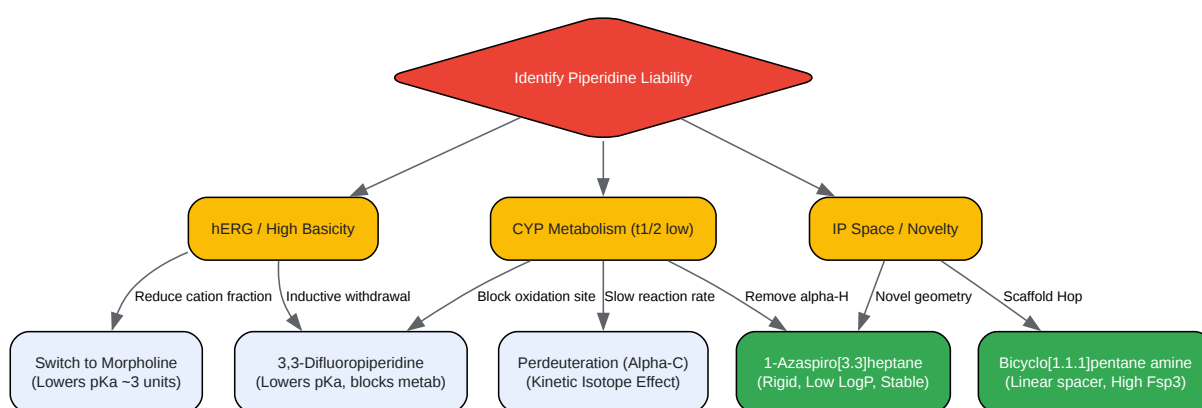 Identify Piperidine Liability
hERG / High Basicity
CYP Metabolism (t1/2 low)
IP Space / Novelty
Reduce cation fraction
Inductive withdrawal
Block oxidation site
Slow reaction rate
Remove alpha-H
Novel geometry
Scaffold Hop
Switch to Morpholine
(Lowers pKa ~3 units)
3,3-Difluoropiperidine
(Lowers pKa, blocks metab)
Perdeuteration (Alpha-C)
(Kinetic Isotope Effect)
1-Azaspiro[3.3]heptane
(Rigid, Low LogP, Stable)
Bicyclo[1.1.1]pentane amine
(Linear spacer, High Fsp3)